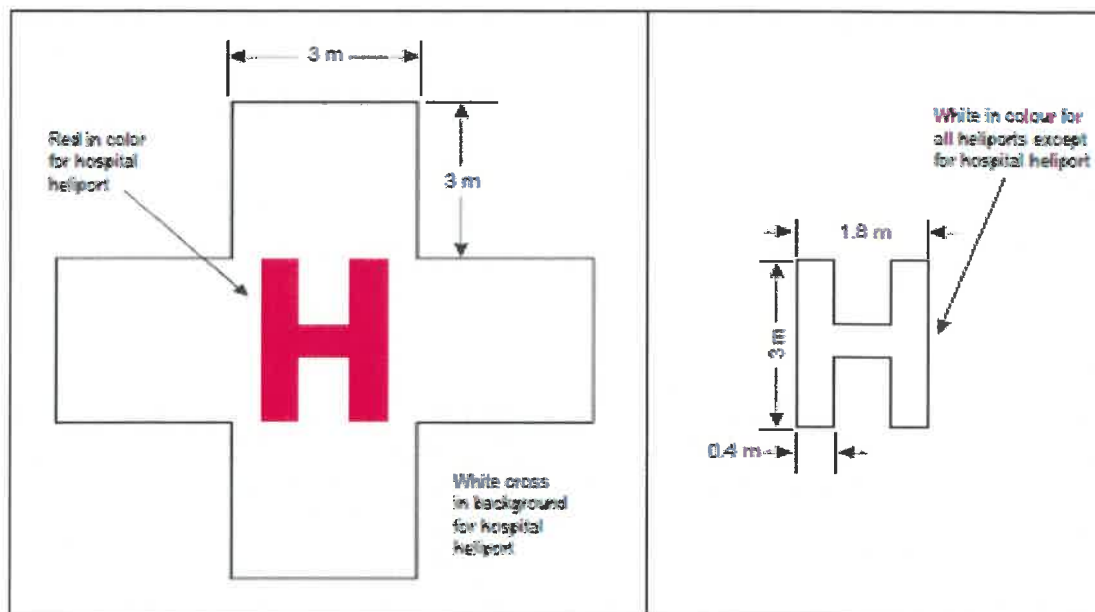 3 m
Red in color
for hospital
heliport
3 m
H
White cross
in background
for hospital
heliport
White in colour for
all heliports except
for hospital heliport
1.8 m
3 m
H
0.4 m